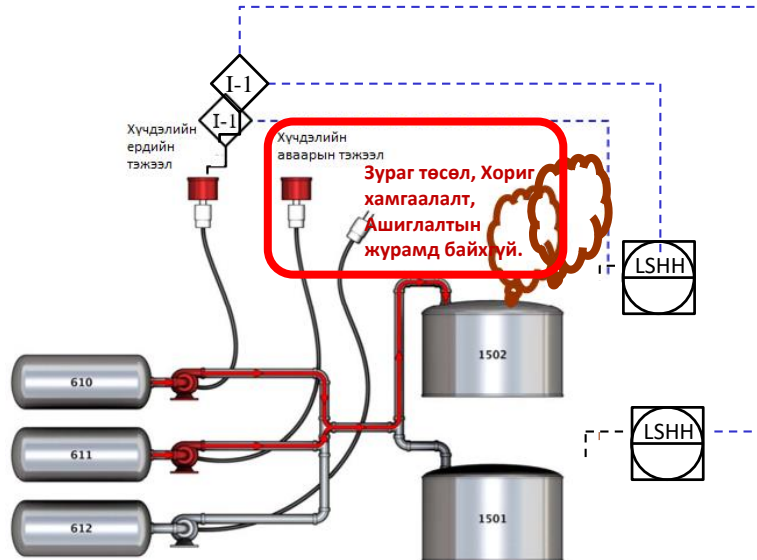 I-1
I-1
Хүчдэлийн
ердийн
тэжээл
Хүчдэлийн
аваарын тэжээл
Зураг төсөл, Хориг
хамгаалалт,
Ашиглалтын
журамд байхгүй.
LSHH
1502
610
611
LSHH
612
1501